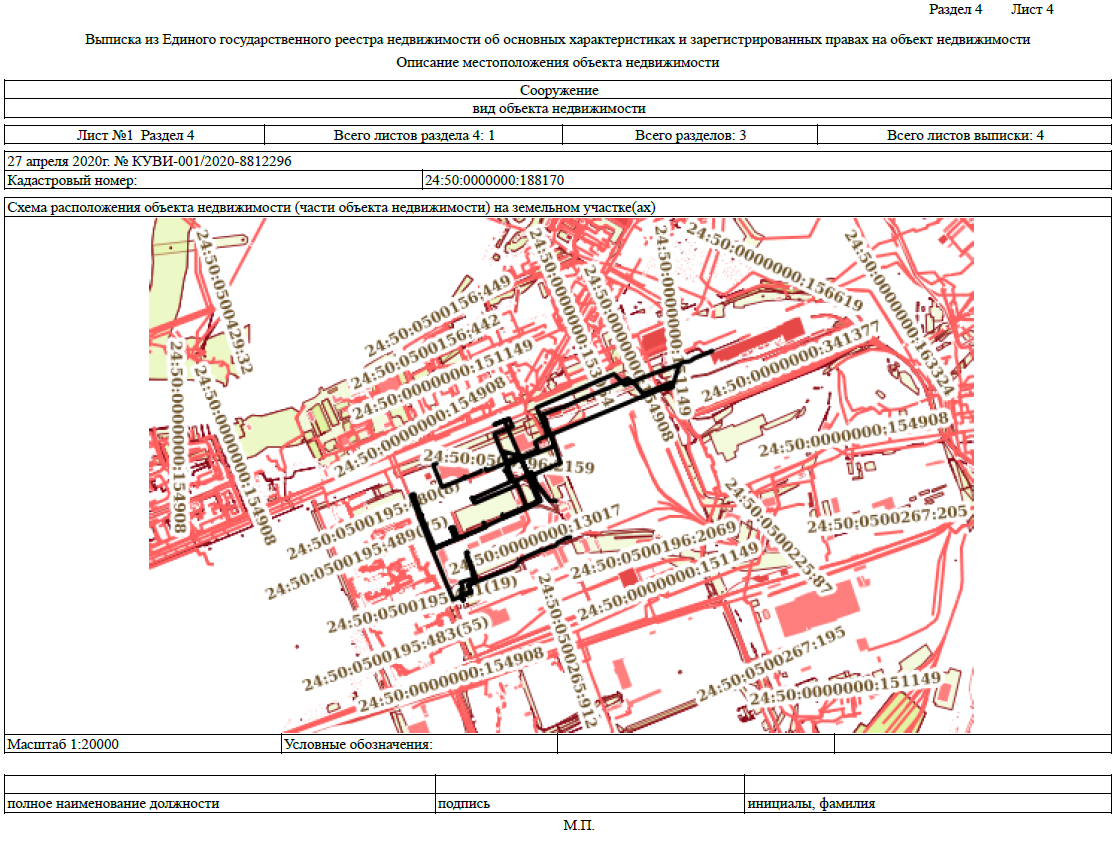 Раздел 4 Лист 4
Выписка из Единого государственного реестра недвижимости об основных характеристиках и зарегистрированных правах на объект недвижимости
Описание местоположения объекта недвижимости
Сооружение
вид объекта недвижимости
Лист №1 Раздел 4 Всего листов раздела 4: 1 Всего разделов: 3 Всего листов выписки: 4
27 апреля 2020г. № КУВИ-001/2020-8812296
Кадастровый номер: 24:50:0000000:188170
Схема расположения объекта недвижимости (части объекта недвижимости) на земельном участке(ах)
24:50:0500426:32
24:50:0000000:156619
24:50:0000000:163324
24:50:0500156:449
24:50:0500156:442
24:50:0000000:151149
24:50:0000000:154908
24:50:0000000:341377
24:50:0000000:154908
24:50:0000000:154908
24:50:0000000:154908
24:50:0000000:13017
24:50:0500196:2069
24:50:0000000:151149
24:50:0500225:87
24:50:0500267:205
24:50:0500195:483(55)
24:50:0000000:154908
24:50:0500265:912
24:50:0500267:195
24:50:0000000:151149
Масштаб 1:20000 Условные обозначения:
полное наименование должности подпись инициалы, фамилия
М.П.